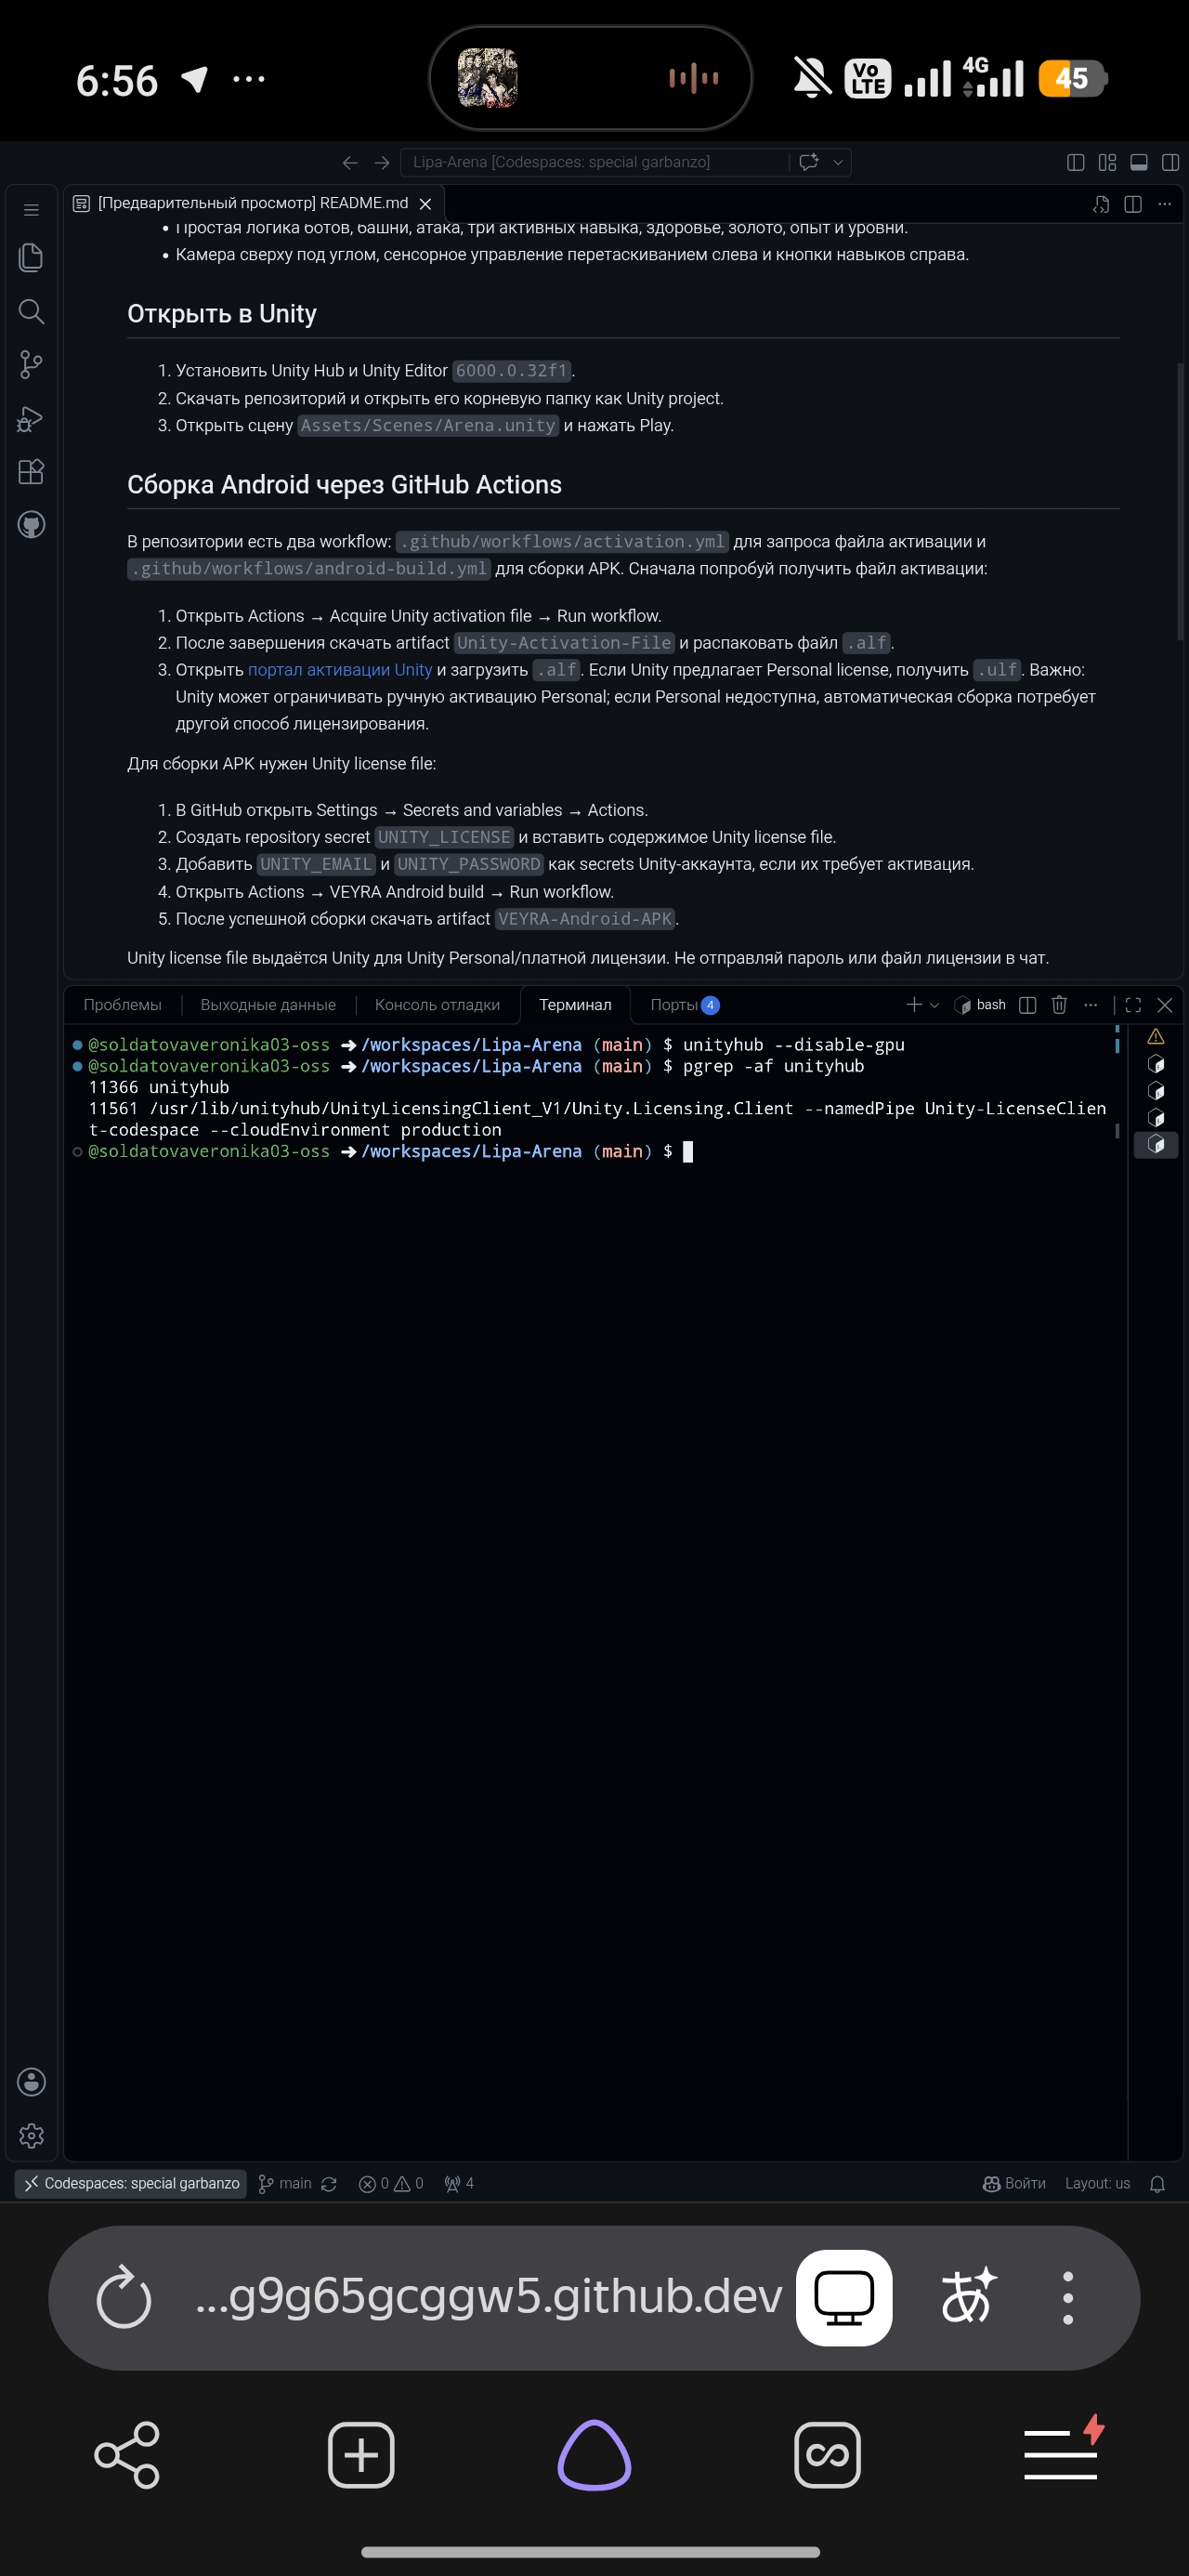 6:56
Vo LTE
4G
45
Lipa-Arena [Codespaces: special garbanzo]
[Предварительный просмотр] README.md
• Простая логика ботов, башни, атака, три активных навыка, здоровье, золото, опыт и уровни.
• Камера сверху под углом, сенсорное управление перетаскиванием слева и кнопки навыков справа.
Открыть в Unity
1. Установить Unity Hub и Unity Editor 6000.0.32f1.
2. Скачать репозиторий и открыть его корневую папку как Unity project.
3. Открыть сцену Assets/Scenes/Arena.unity и нажать Play.
Сборка Android через GitHub Actions
В репозитории есть два workflow: .github/workflows/activation.yml для запроса файла активации и
.github/workflows/android-build.yml для сборки APK. Сначала попробуй получить файл активации:
1. Открыть Actions → Acquire Unity activation file → Run workflow.
2. После завершения скачать artifact Unity-Activation-File и распаковать файл .alf.
3. Открыть портал активации Unity и загрузить .alf. Если Unity предлагает Personal license, получить .ulf. Важно:
Unity может ограничивать ручную активацию Personal; если Personal недоступна, автоматическая сборка потребует
другой способ лицензирования.
Для сборки APK нужен Unity license file:
1. В GitHub открыть Settings → Secrets and variables → Actions.
2. Создать repository secret UNITY_LICENSE и вставить содержимое Unity license file.
3. Добавить UNITY_EMAIL и UNITY_PASSWORD как secrets Unity-аккаунта, если их требует активация.
4. Открыть Actions → VEYRA Android build → Run workflow.
5. После успешной сборки скачать artifact VEYRA-Android-APK.
Unity license file выдаётся Unity для Unity Personal/платной лицензии. Не отправляй пароль или файл лицензии в чат.
Проблемы | Выходные данные | Консоль отладки Терминал Порты 4 bash
@soldatovaveronika03-oss ➜ /workspaces/Lipa-Arena (main) $ unityhub --disable-gpu
@soldatovaveronika03-oss ➜ /workspaces/Lipa-Arena (main) $ pgrep -af unityhub
11366 unityhub
11561 /usr/lib/unityhub/UnityLicensingClient_V1/Unity.Licensing.Client --namedPipe Unity-LicenseClien
t-codespace --cloudEnvironment production
@soldatovaveronika03-oss ➜ /workspaces/Lipa-Arena (main) $
Codespaces: special garbanzo main 0 0 4 Войти Layout: us
...g9g65gcggw5.github.dev あ